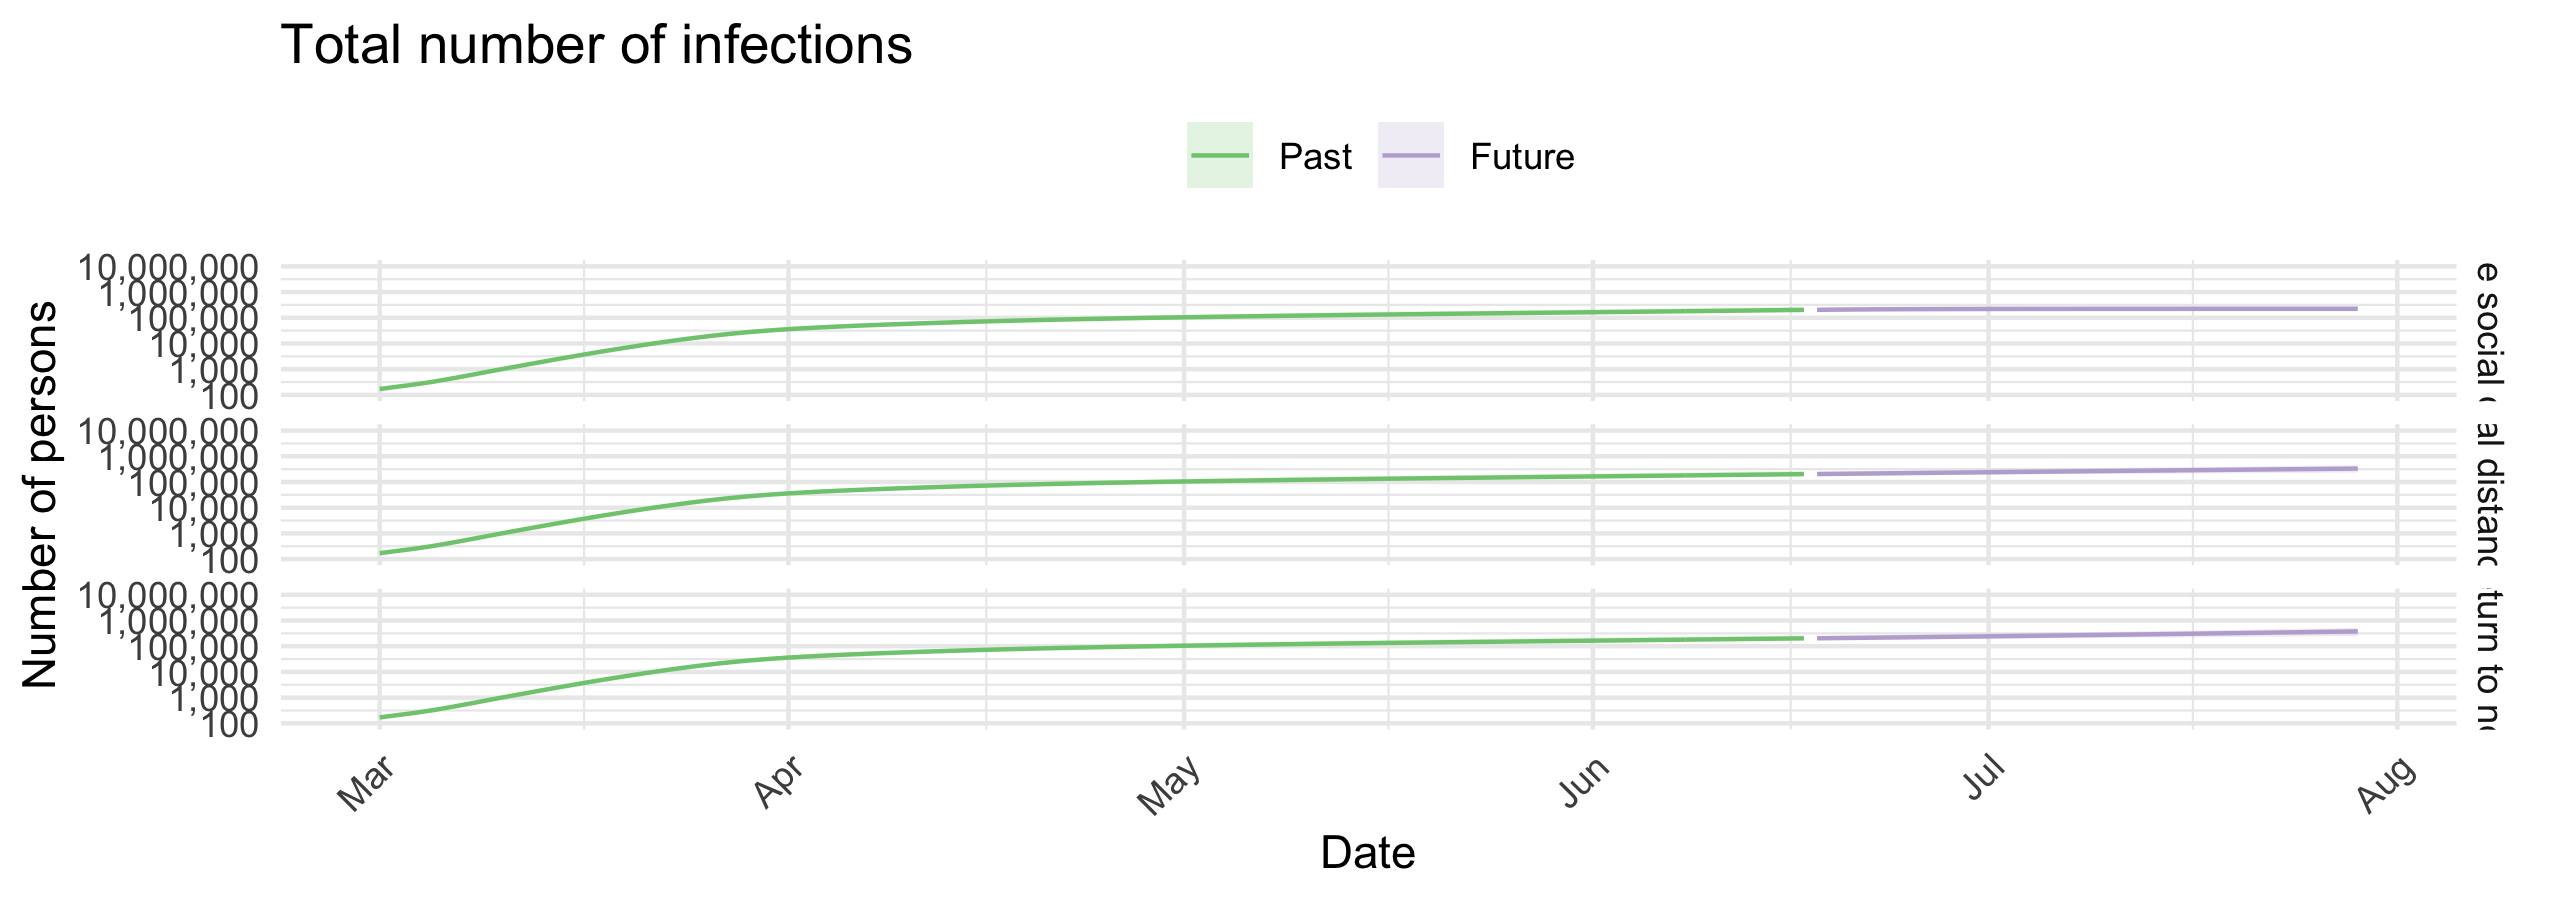 Total number of infections
Past Future
Number of persons
10,000,000
1,000,000
100,000
10,000
1,000
100
e social
10,000,000
1,000,000
100,000
10,000
1,000
100
al distanc
10,000,000
1,000,000
100,000
10,000
1,000
100
turn to no
Mar Apr May Jun Jul Aug
Date